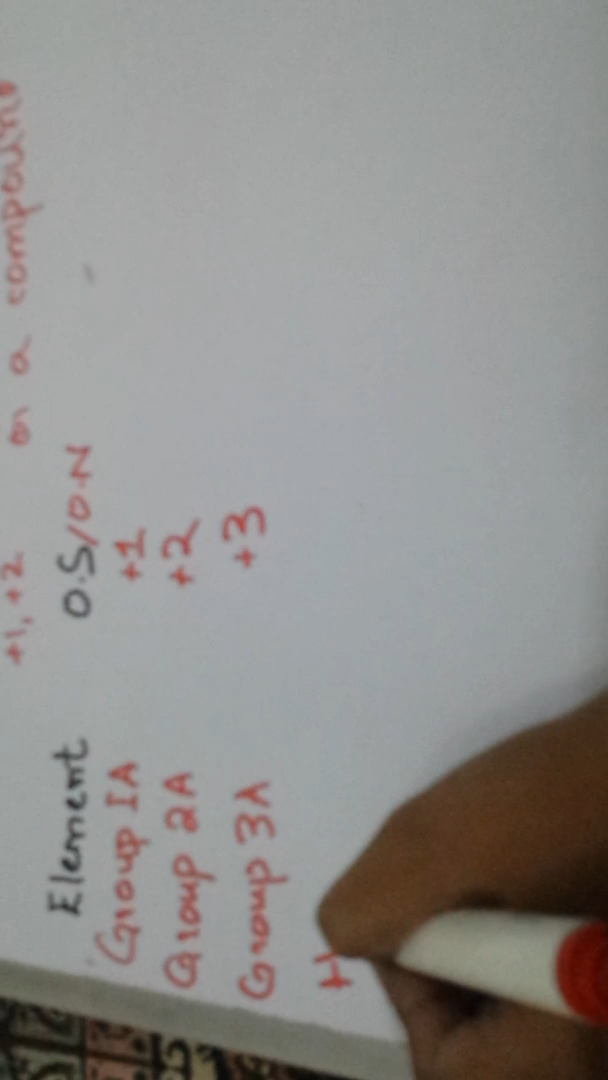 +1, +2 in a compound
Element O.S/O.N
Group IA +1
Group 2A +2
Group 3A +3
H